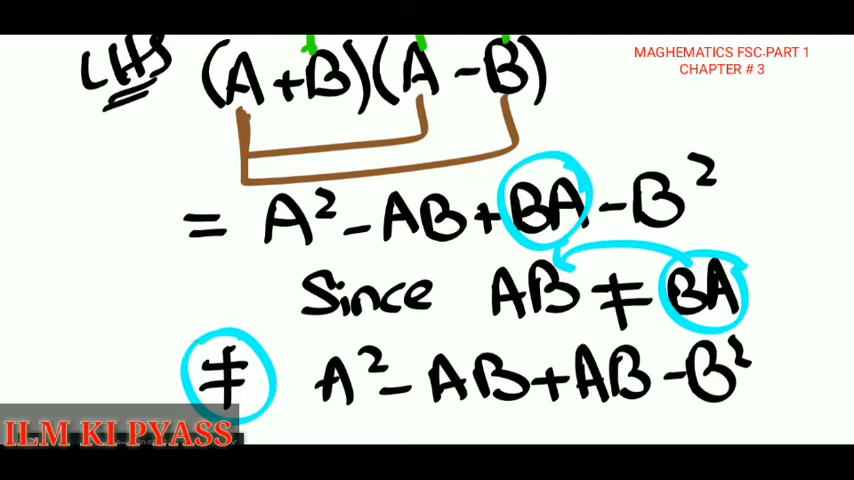 MAGHEMATICS FSC-PART 1
CHAPTER # 3
LHS (A+B)(A-B)
= A² - AB + BA - B²
Since AB ≠ BA
≠ A² - AB + AB - B²
ILM KI PYASS